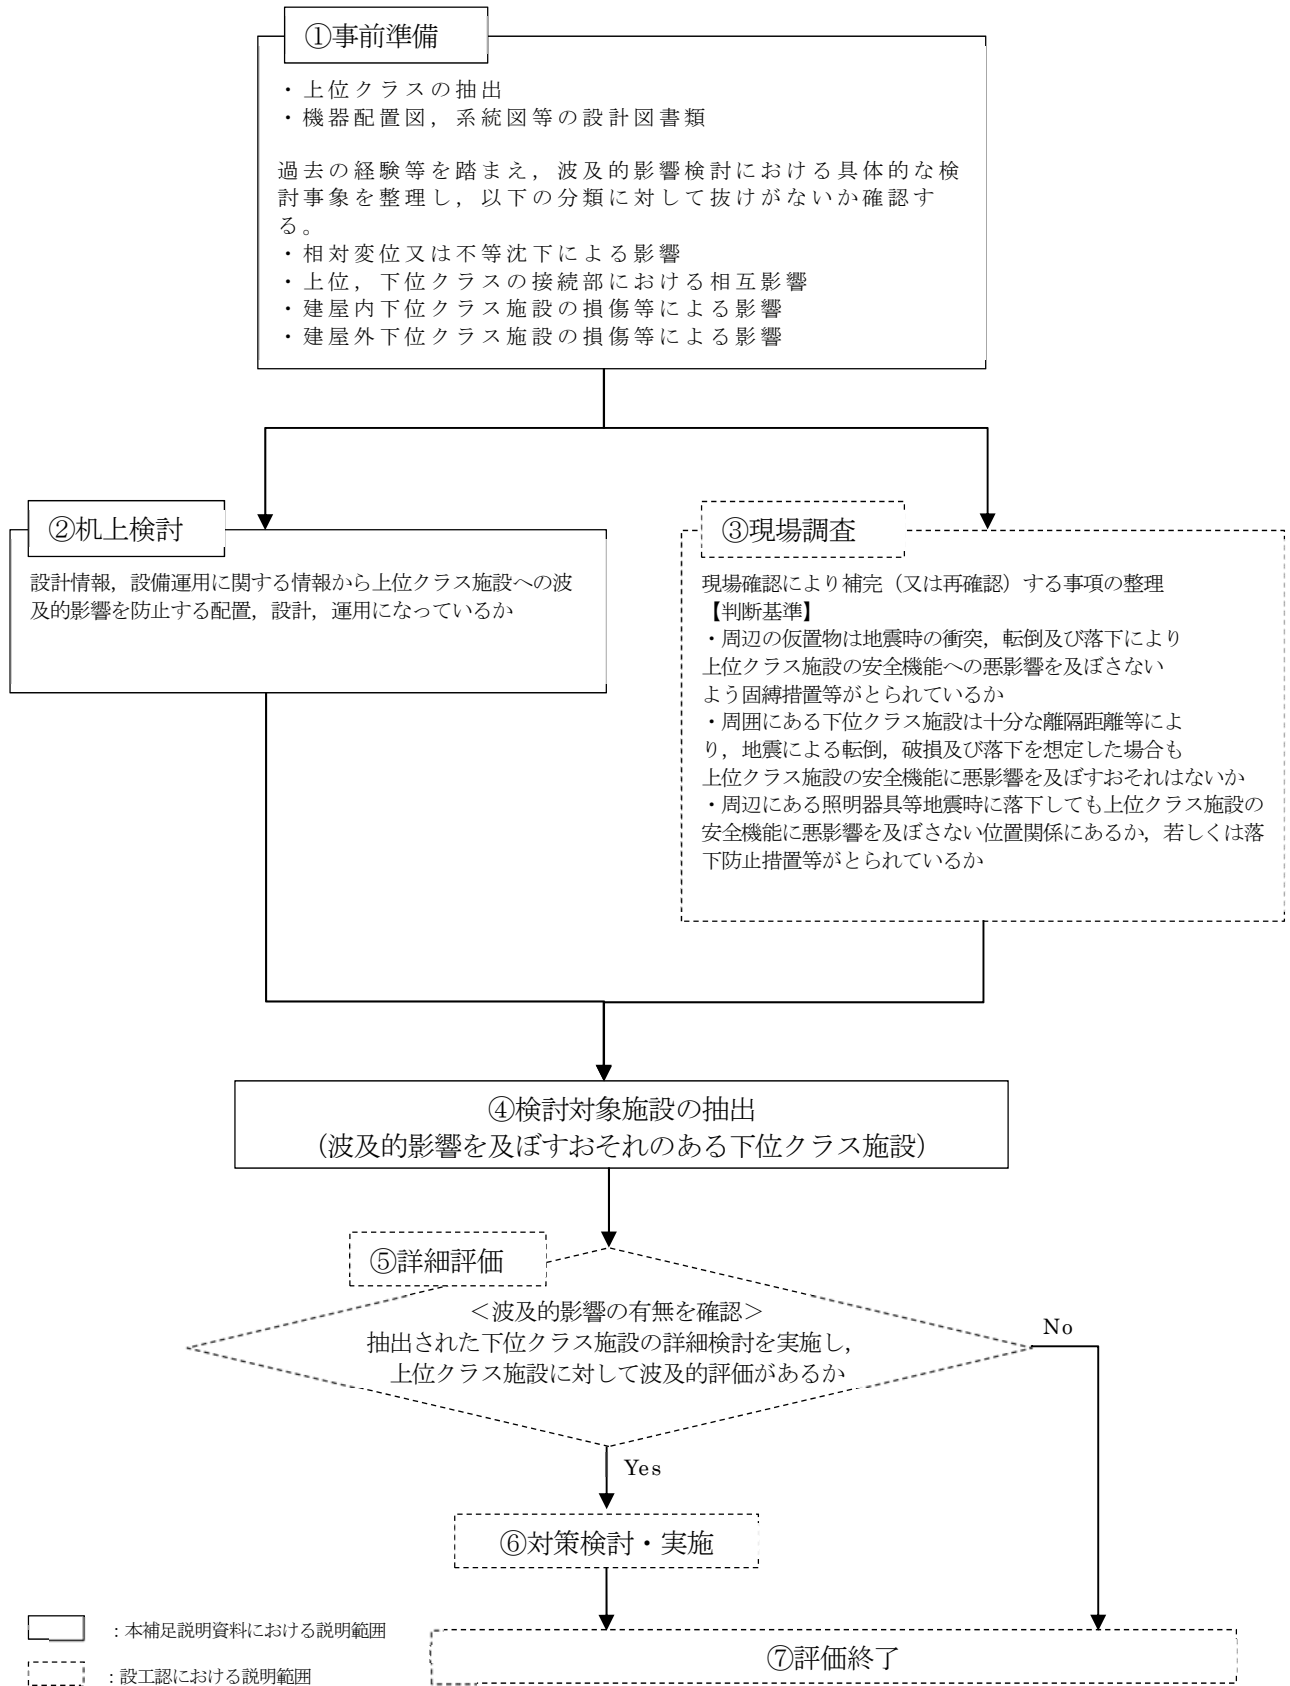 ①事前準備
・上位クラスの抽出
・機器配置図，系統図等の設計図書類
過去の経験等を踏まえ，波及的影響検討における具体的な検
討事象を整理し，以下の分類に対して抜けがないか確認す
る。
・相対変位又は不等沈下による影響
・上位，下位クラスの接続部における相互影響
・建屋内下位クラス施設の損傷等による影響
・建屋外下位クラス施設の損傷等による影響
②机上検討
設計情報，設備運用に関する情報から上位クラス施設への波
及的影響を防止する配置，設計，運用になっているか
③現場調査
現場確認により補完（又は再確認）する事項の整理
【判断基準】
・周辺の仮置物は地震時の衝突，転倒及び落下により
上位クラス施設の安全機能への悪影響を及ぼさない
よう固縛措置等がとられているか
・周囲にある下位クラス施設は十分な離隔距離等によ
り，地震による転倒，破損及び落下を想定した場合も
上位クラス施設の安全機能に悪影響を及ぼすおそれはないか
・周辺にある照明器具等地震時に落下しても上位クラス施設の
安全機能に悪影響を及ぼさない位置関係にあるか，若しくは落
下防止措置等がとられているか
④検討対象施設の抽出
（波及的影響を及ぼすおそれのある下位クラス施設）
⑤詳細評価
＜波及的影響の有無を確認＞
抽出された下位クラス施設の詳細検討を実施し，
上位クラス施設に対して波及的評価があるか
No
Yes
⑥対策検討・実施
⑦評価終了
：本補足説明資料における説明範囲
：設工認における説明範囲